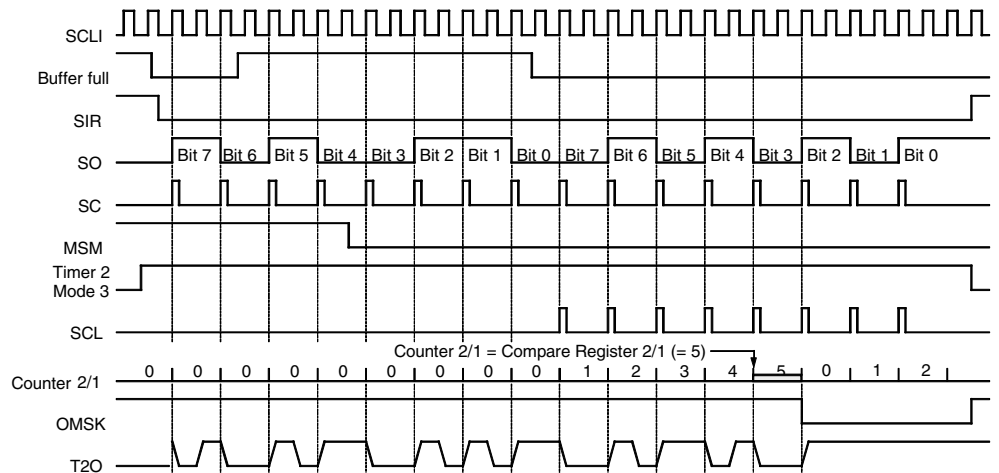 SCLI
Buffer full
SIR
SO
Bit 7 Bit 6 Bit 5 Bit 4 Bit 3 Bit 2 Bit 1 Bit 0 Bit 7 Bit 6 Bit 5 Bit 4 Bit 3 Bit 2 Bit 1 Bit 0
SC
MSM
Timer 2
Mode 3
SCL
Counter 2/1 = Compare Register 2/1 (= 5)
Counter 2/1
0 0 0 0 0 0 0 0 0 1 2 3 4 5 0 1 2
OMSK
T2O